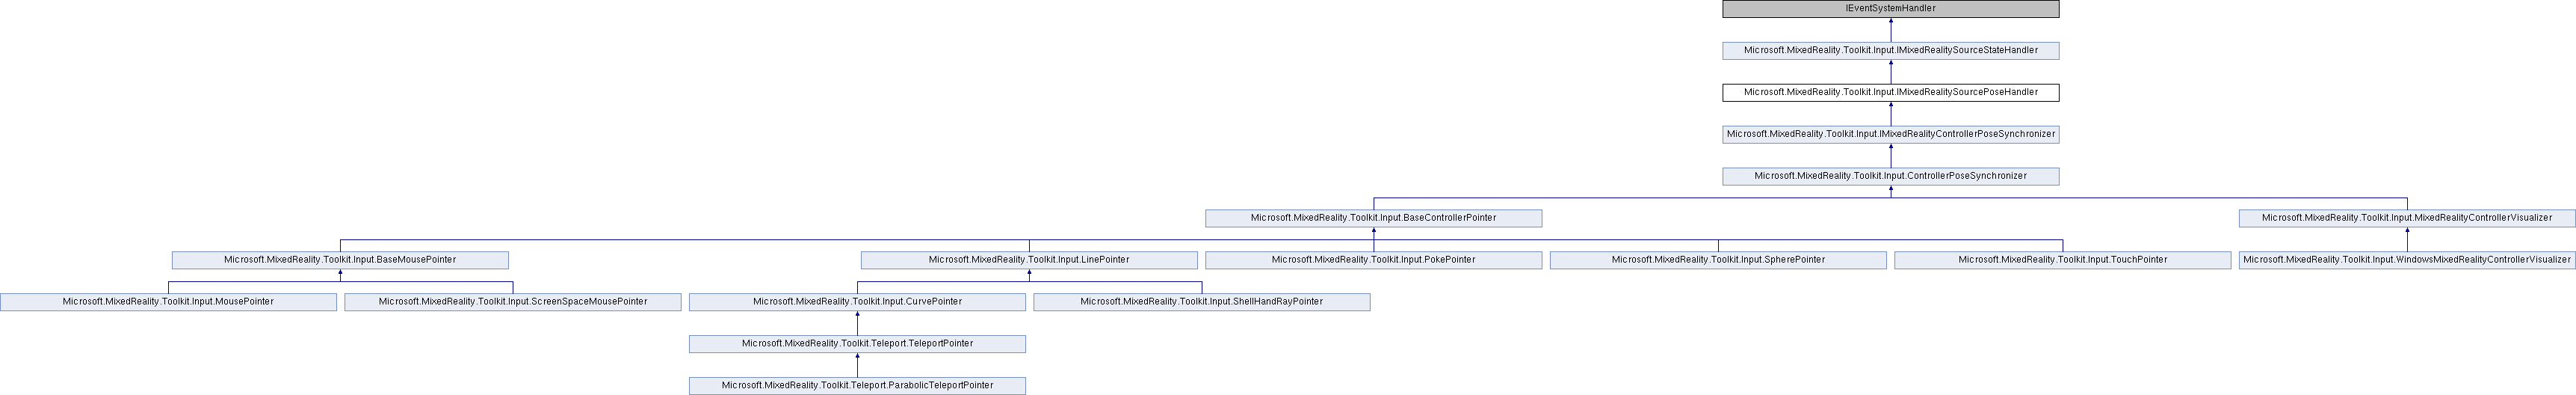 IEventSystemHandler
Microsoft.MixedReality.Toolkit.Input.IMixedRealitySourceStateHandler
Microsoft.MixedReality.Toolkit.Input.IMixedRealitySourcePoseHandler
Microsoft.MixedReality.Toolkit.Input.IMixedRealityControllerPoseSynchronizer
Microsoft.MixedReality.Toolkit.Input.ControllerPoseSynchronizer
Microsoft.MixedReality.Toolkit.Input.BaseControllerPointer
Microsoft.MixedReality.Toolkit.Input.MixedRealityControllerVisualizer
Microsoft.MixedReality.Toolkit.Input.BaseMousePointer
Microsoft.MixedReality.Toolkit.Input.LinePointer
Microsoft.MixedReality.Toolkit.Input.PokePointer
Microsoft.MixedReality.Toolkit.Input.SpherePointer
Microsoft.MixedReality.Toolkit.Input.TouchPointer
Microsoft.MixedReality.Toolkit.Input.WindowsMixedRealityControllerVisualizer
Microsoft.MixedReality.Toolkit.Input.MousePointer
Microsoft.MixedReality.Toolkit.Input.ScreenSpaceMousePointer
Microsoft.MixedReality.Toolkit.Input.CurvePointer
Microsoft.MixedReality.Toolkit.Input.ShellHandRayPointer
Microsoft.MixedReality.Toolkit.Teleport.TeleportPointer
Microsoft.MixedReality.Toolkit.Teleport.ParabolicTeleportPointer